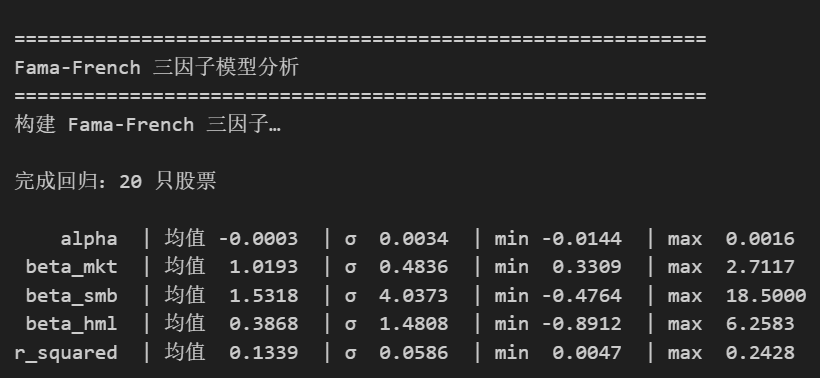 ============================================================
Fama-French 三因子模型分析
============================================================
构建 Fama-French 三因子…
完成回归：20 只股票
alpha | 均值 -0.0003 | σ 0.0034 | min -0.0144 | max 0.0016
beta_mkt | 均值 1.0193 | σ 0.4836 | min 0.3309 | max 2.7117
beta_smb | 均值 1.5318 | σ 4.0373 | min -0.4764 | max 18.5000
beta_hml | 均值 0.3868 | σ 1.4808 | min -0.8912 | max 6.2583
r_squared | 均值 0.1339 | σ 0.0586 | min 0.0047 | max 0.2428